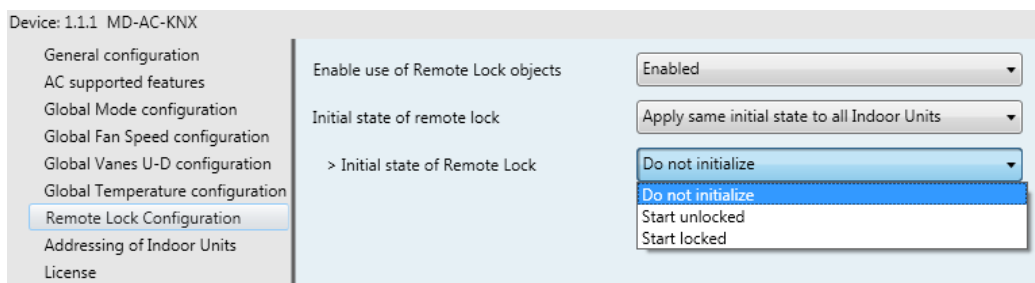 Device: 1.1.1 MD-AC-KNX
General configuration
AC supported features
Global Mode configuration
Global Fan Speed configuration
Global Vanes U-D configuration
Global Temperature configuration
Remote Lock Configuration
Addressing of Indoor Units
License
Enable use of Remote Lock objects
Enabled
Initial state of remote lock
Apply same initial state to all Indoor Units
> Initial state of Remote Lock
Do not initialize
Do not initialize
Start unlocked
Start locked